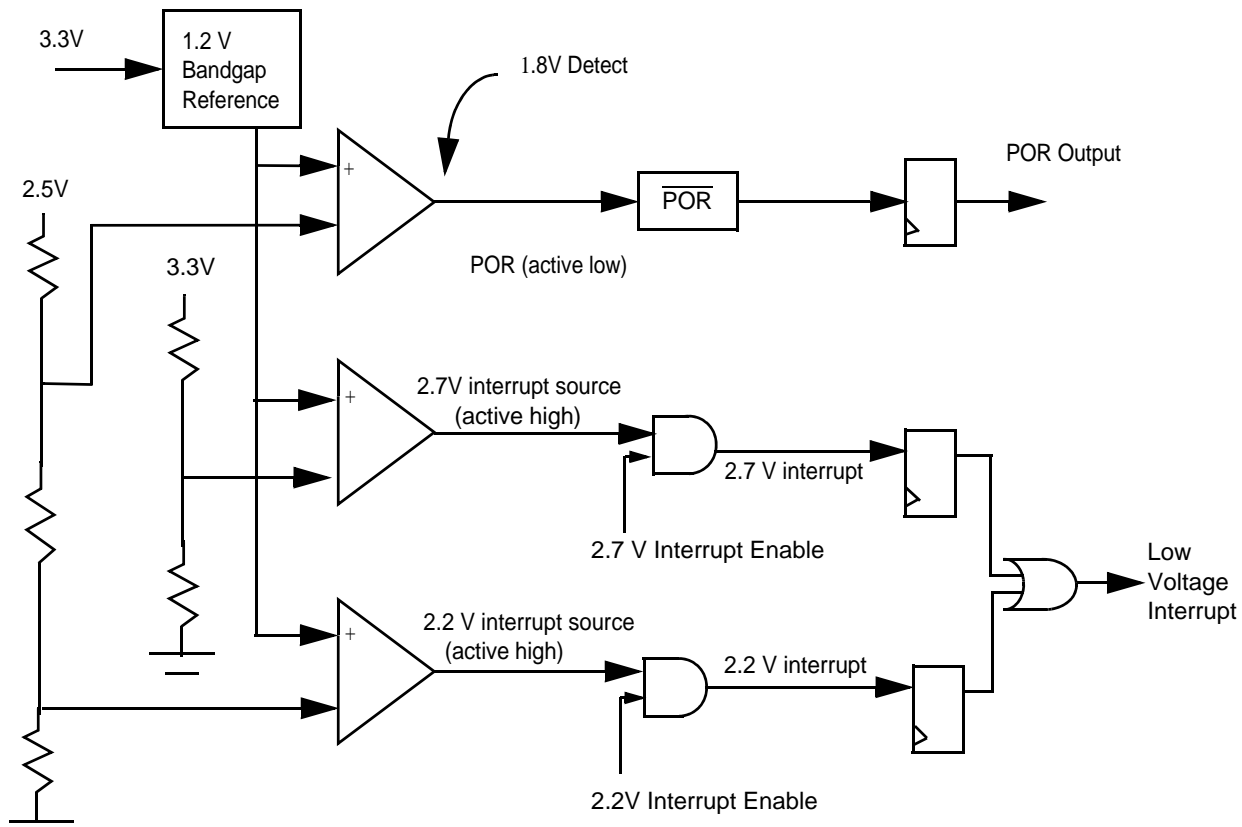 3.3V
1.2 V
Bandgap
Reference
1.8V Detect
POR Output
2.5V
+
POR
POR (active low)
3.3V
+
2.7V interrupt source
(active high)
2.7 V interrupt
2.7 V Interrupt Enable
Low
Voltage
Interrupt
+
2.2 V interrupt source
(active high)
2.2 V interrupt
2.2V Interrupt Enable